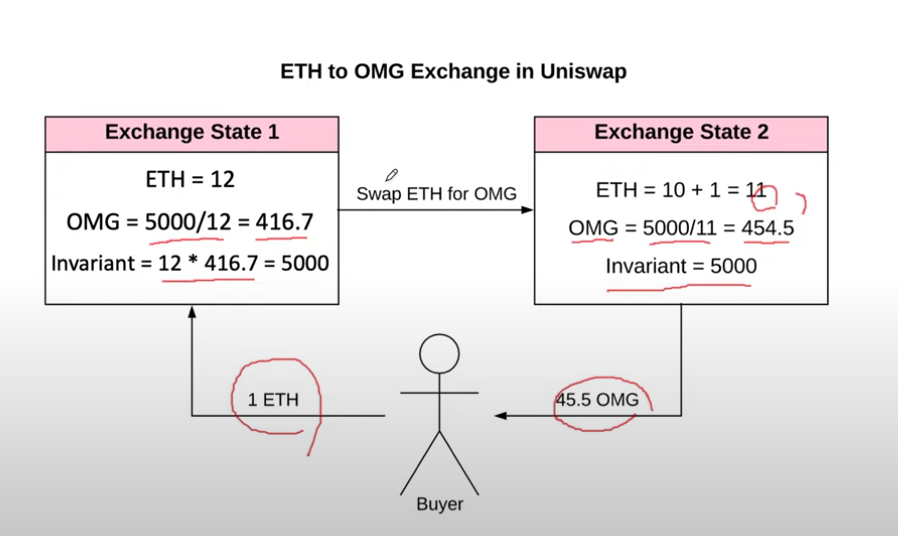 ETH to OMG Exchange in Uniswap
Exchange State 1
ETH = 12
OMG = 5000/12 = 416.7
Invariant = 12 * 416.7 = 5000
Swap ETH for OMG
Exchange State 2
ETH = 10 + 1 = 11
OMG = 5000/11 = 454.5
Invariant = 5000
1 ETH
45.5 OMG
Buyer